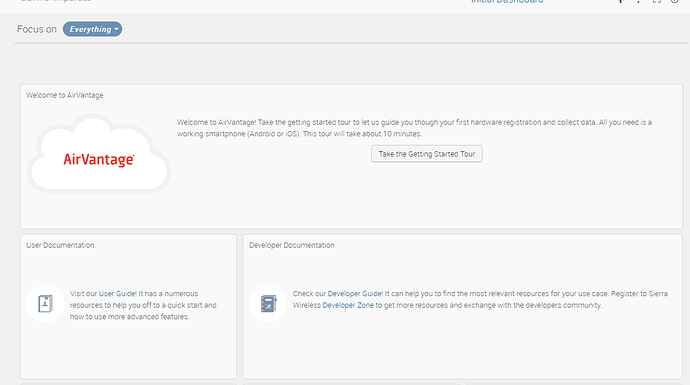 Initial Dashboard
Focus on Everything
Welcome to AirVantage
Welcome to AirVantage! Take the getting started tour to let us guide you though your first hardware registration and collect data. All you need is a
working smartphone (Android or iOS). This tour will take about 10 minutes.
AirVantage
Take the Getting Started Tour
User Documentation
Visit our User Guide! It has a numerous
resources to help you off to a quick start and
how to use more advanced features.
Developer Documentation
Check our Developer Guide! It can help you to find the most relevant resources for your use case. Register to Sierra
Wireless Developer Zone to get more resources and exchange with the developers community.